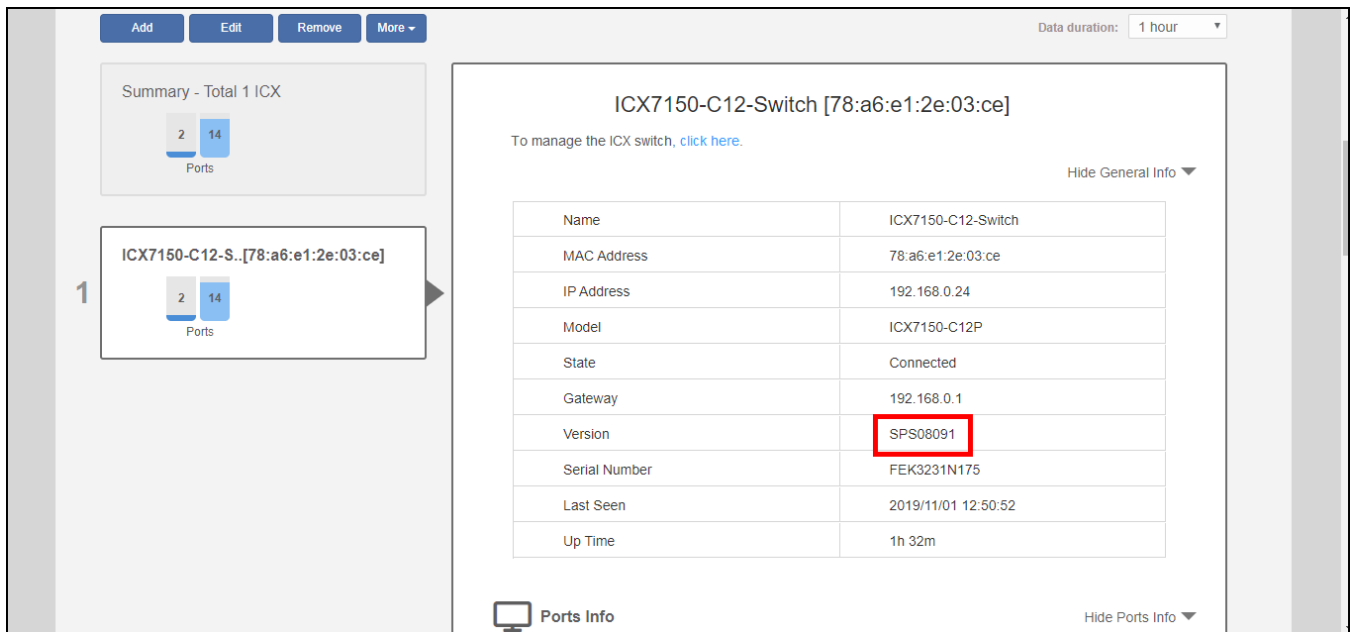 Add Edit Remove More
Data duration: 1 hour
Summary - Total 1 ICX
2 14
Ports
1
ICX7150-C12-S..[78:a6:e1:2e:03:ce]
2 14
Ports
ICX7150-C12-Switch [78:a6:e1:2e:03:ce]
To manage the ICX switch, click here.
Hide General Info
Name ICX7150-C12-Switch
MAC Address 78:a6:e1:2e:03:ce
IP Address 192.168.0.24
Model ICX7150-C12P
State Connected
Gateway 192.168.0.1
Version SPS08091
Serial Number FEK3231N175
Last Seen 2019/11/01 12:50:52
Up Time 1h 32m
Ports Info
Hide Ports Info